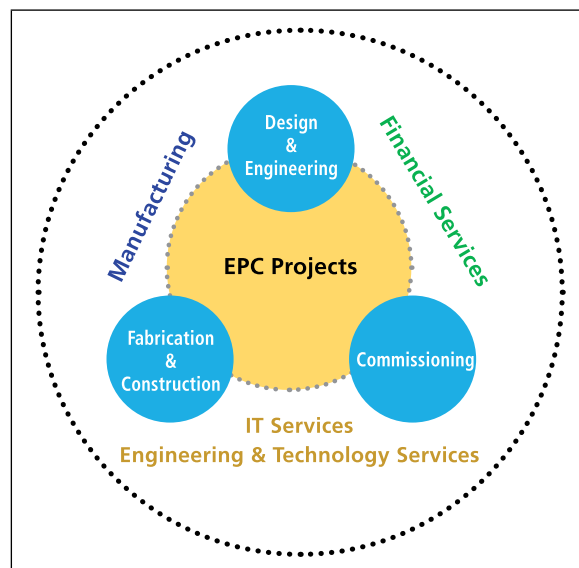 Design
&
Engineering
Manufacturing
Financial Services
EPC Projects
Fabrication
&
Construction
Commissioning
IT Services
Engineering & Technology Services